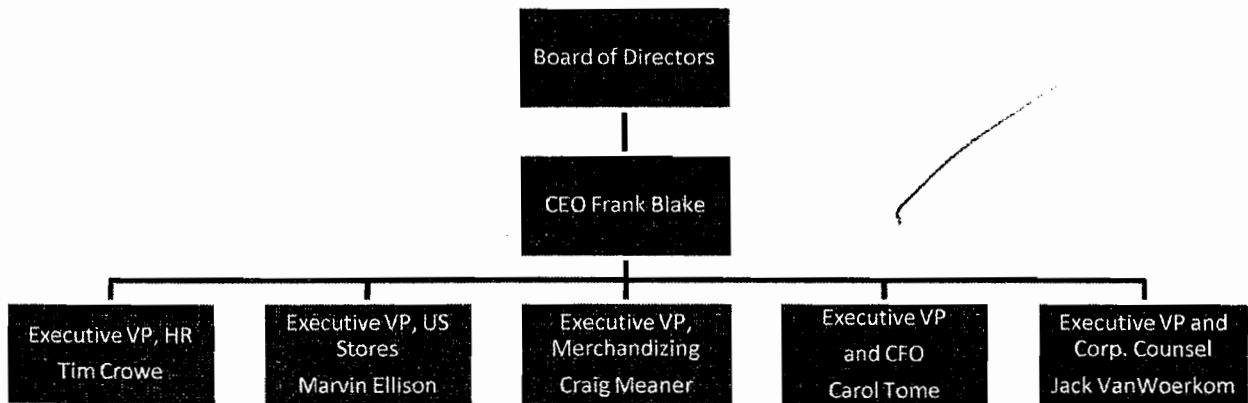 Board of Directors
CEO Frank Blake
Executive VP, HR
Tim Crowe
Executive VP, US
Stores
Marvin Ellison
Executive VP,
Merchandizing
Craig Meaner
Executive VP
and CFO
Carol Tome
Executive VP and
Corp. Counsel
Jack VanWoerkom